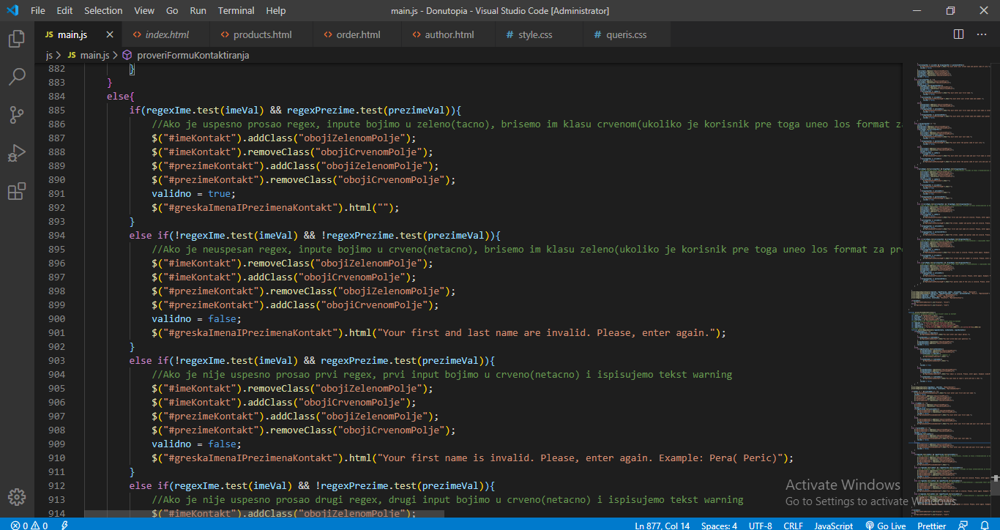 File Edit Selection View Go Run Terminal Help main.js - Donutopia - Visual Studio Code [Administrator]
JS main.js index.html products.html order.html author.html # style.css # queris.css
js > JS main.js > proveriFormuKontaktiranja
882 }
883 }
884 else{
885 if(regexIme.test(imeVal) && regexPrezime.test(prezimeVal)){
886 //Ako je uspesno prosao regex, inpute bojimo u zeleno(tacno), brisemo im klasu crvenom(ukoliko je korisnik pre toga uneo los format z
887 $("#imeKontakt").addClass("obojiZelenomPolje");
888 $("#imeKontakt").removeClass("obojiCrvenomPolje");
889 $("#prezimeKontakt").addClass("obojiZelenomPolje");
890 $("#prezimeKontakt").removeClass("obojiCrvenomPolje");
891 validno = true;
892 $("#greskaImenaIPrezimenaKontakt").html("");
893 }
894 else if(!regexIme.test(imeVal) && !regexPrezime.test(prezimeVal)){
895 //Ako je neuspesan regex, inpute bojimo u crveno(netacno), brisemo im klasu zeleno(ukoliko je korisnik pre toga uneo los format za pr
896 $("#imeKontakt").removeClass("obojiZelenomPolje");
897 $("#imeKontakt").addClass("obojiCrvenomPolje");
898 $("#prezimeKontakt").removeClass("obojiZelenomPolje");
899 $("#prezimeKontakt").addClass("obojiCrvenomPolje");
900 validno = false;
901 $("#greskaImenaIPrezimenaKontakt").html("Your first and last name are invalid. Please, enter again.");
902 }
903 else if(!regexIme.test(imeVal) && regexPrezime.test(prezimeVal)){
904 //Ako je nije uspesno prosao prvi regex, prvi input bojimo u crveno(netacno) i ispisujemo tekst warning
905 $("#imeKontakt").removeClass("obojiZelenomPolje");
906 $("#imeKontakt").addClass("obojiCrvenomPolje");
907 $("#prezimeKontakt").addClass("obojiZelenomPolje");
908 $("#prezimeKontakt").removeClass("obojiCrvenomPolje");
909 validno = false;
910 $("#greskaImenaIPrezimenaKontakt").html("Your first name is invalid. Please, enter again. Example: Pera( Peric)");
911 }
912 else if(regexIme.test(imeVal) && !regexPrezime.test(prezimeVal)){
913 //Ako je nije uspesno prosao drugi regex, drugi input bojimo u crveno(netacno) i ispisujemo tekst warning
914 $("#imeKontakt").addClass("obojiZelenomPolje");
Activate Windows
Go to Settings to activate Windows.
0 0 Ln 877, Col 14 Spaces: 4 UTF-8 CRLF JavaScript Go Live Prettier